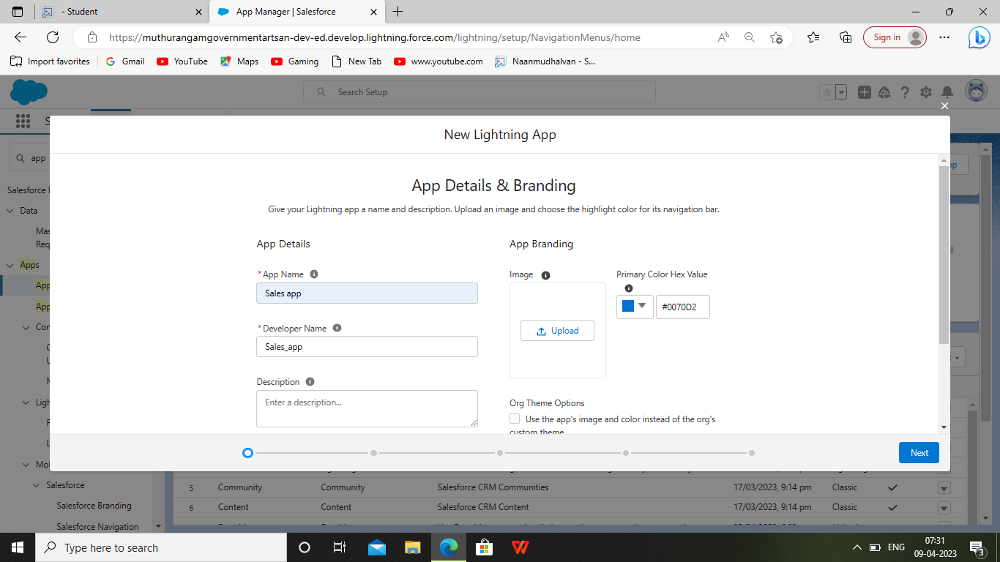 - Student
App Manager | Salesforce
https://muthurangamgovernmentartsan-dev-ed.develop.lightning.force.com/lightning/setup/NavigationMenus/home
Sign in
Import favorites
Gmail
YouTube
Maps
Gaming
New Tab
www.youtube.com
Naanmudhalvan - S...
Search Setup
S
New Lightning App
app
Salesforce
Data
Mas
Req
Apps
App
App
Con
Ligh
Mol
Salesforce
Salesforce Branding
Salesforce Navigation
App Details & Branding
Give your Lightning app a name and description. Upload an image and choose the highlight color for its navigation bar.
App Details
App Branding
*App Name
Image
Primary Color Hex Value
Sales app
#0070D2
*Developer Name
Upload
Sales_app
Description
Enter a description...
Org Theme Options
Use the app's image and color instead of the org's
custom theme
Next
5 Community Community Salesforce CRM Communities 17/03/2023, 9:14 pm Classic
6 Content Content Salesforce CRM Content 17/03/2023, 9:14 pm Classic
Type here to search
ENG
07:31
09-04-2023
3